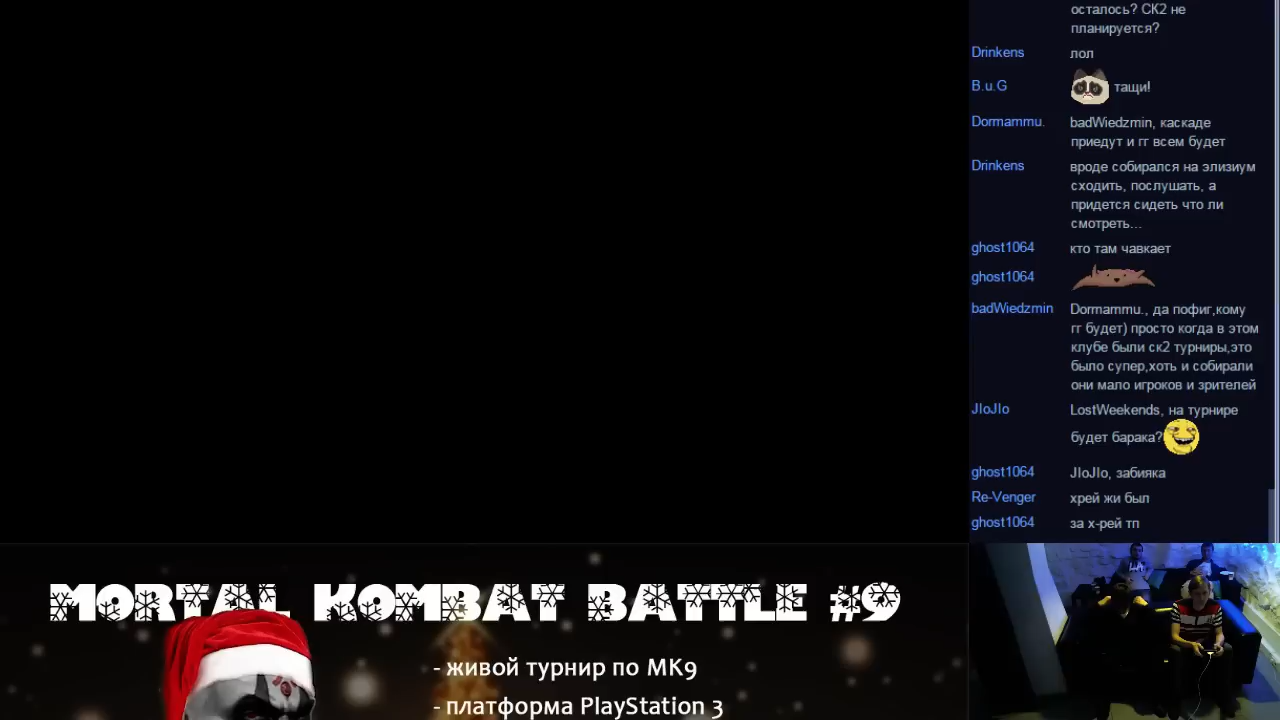 осталось? СК2 не
планируется?
Drinkens лол
B.u.G тащи!
Dormammu. badWiedzmin, каскаде
приедут и гг всем будет
Drinkens вроде собирался на элизиум
сходить, послушать, а
придется сидеть что ли
смотреть...
ghost1064 кто там чавкает
ghost1064
badWiedzmin Dormammu., да пофиг,кому
гг будет) просто когда в этом
клубе были ск2 турниры,это
было супер,хоть и собирали
они мало игроков и зрителей
JIoJIo LostWeekends, на турнире
будет барака?
ghost1064 JIoJIo, забияка
Re-Venger хрей жи был
ghost1064 за х-рей тп
MORTAL KOMBAT BATTLE #9
- живой турнир по MK9
- платформа PlayStation 3